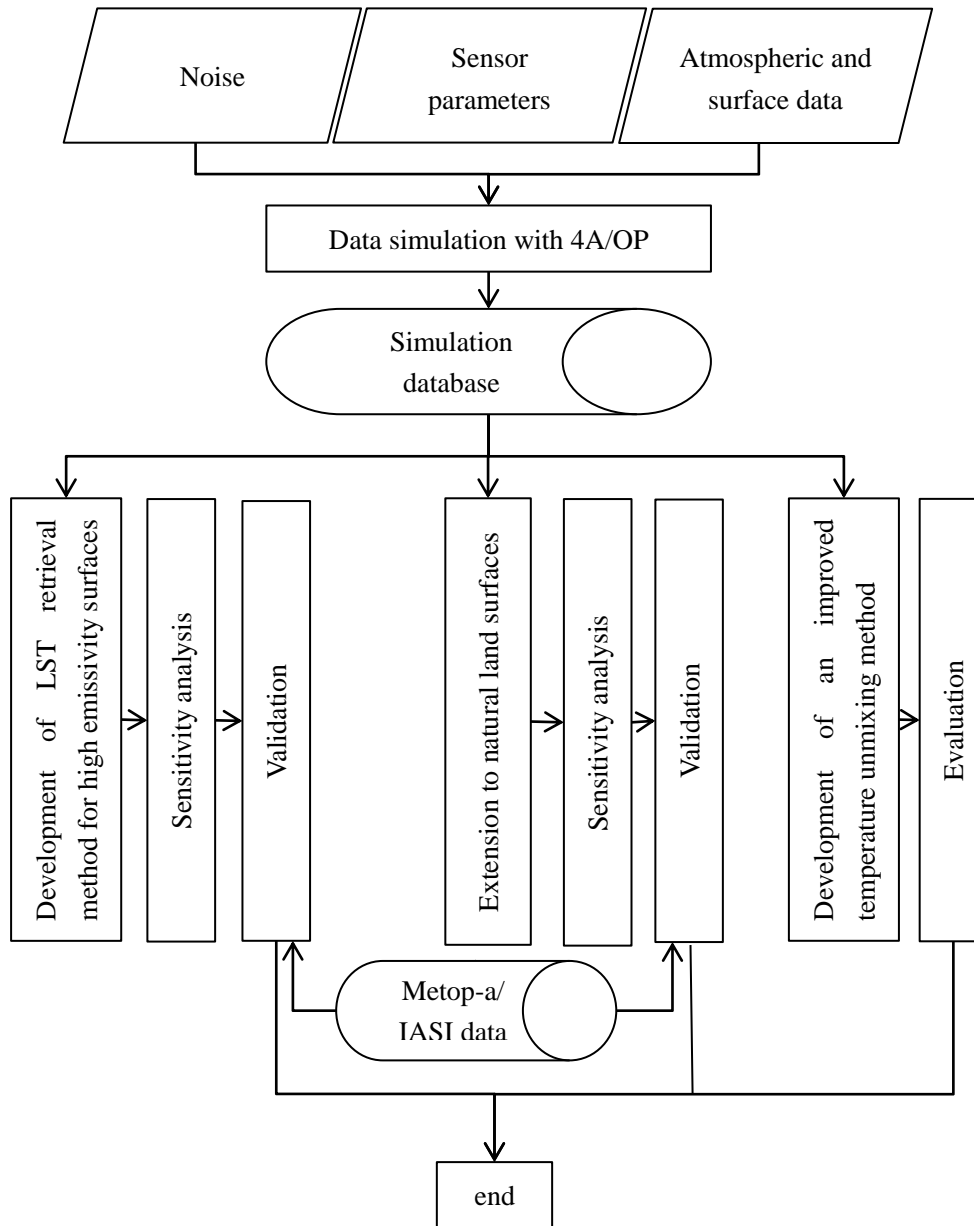 Noise
Sensor
parameters
Atmospheric and
surface data
Data simulation with 4A/OP
Simulation
database
Development of LST retrieval
method for high emissivity surfaces
Sensitivity analysis
Validation
Extension to natural land surfaces
Sensitivity analysis
Validation
Development of an improved
temperature unmixing method
Evaluation
Metop-a/
IASI data
end